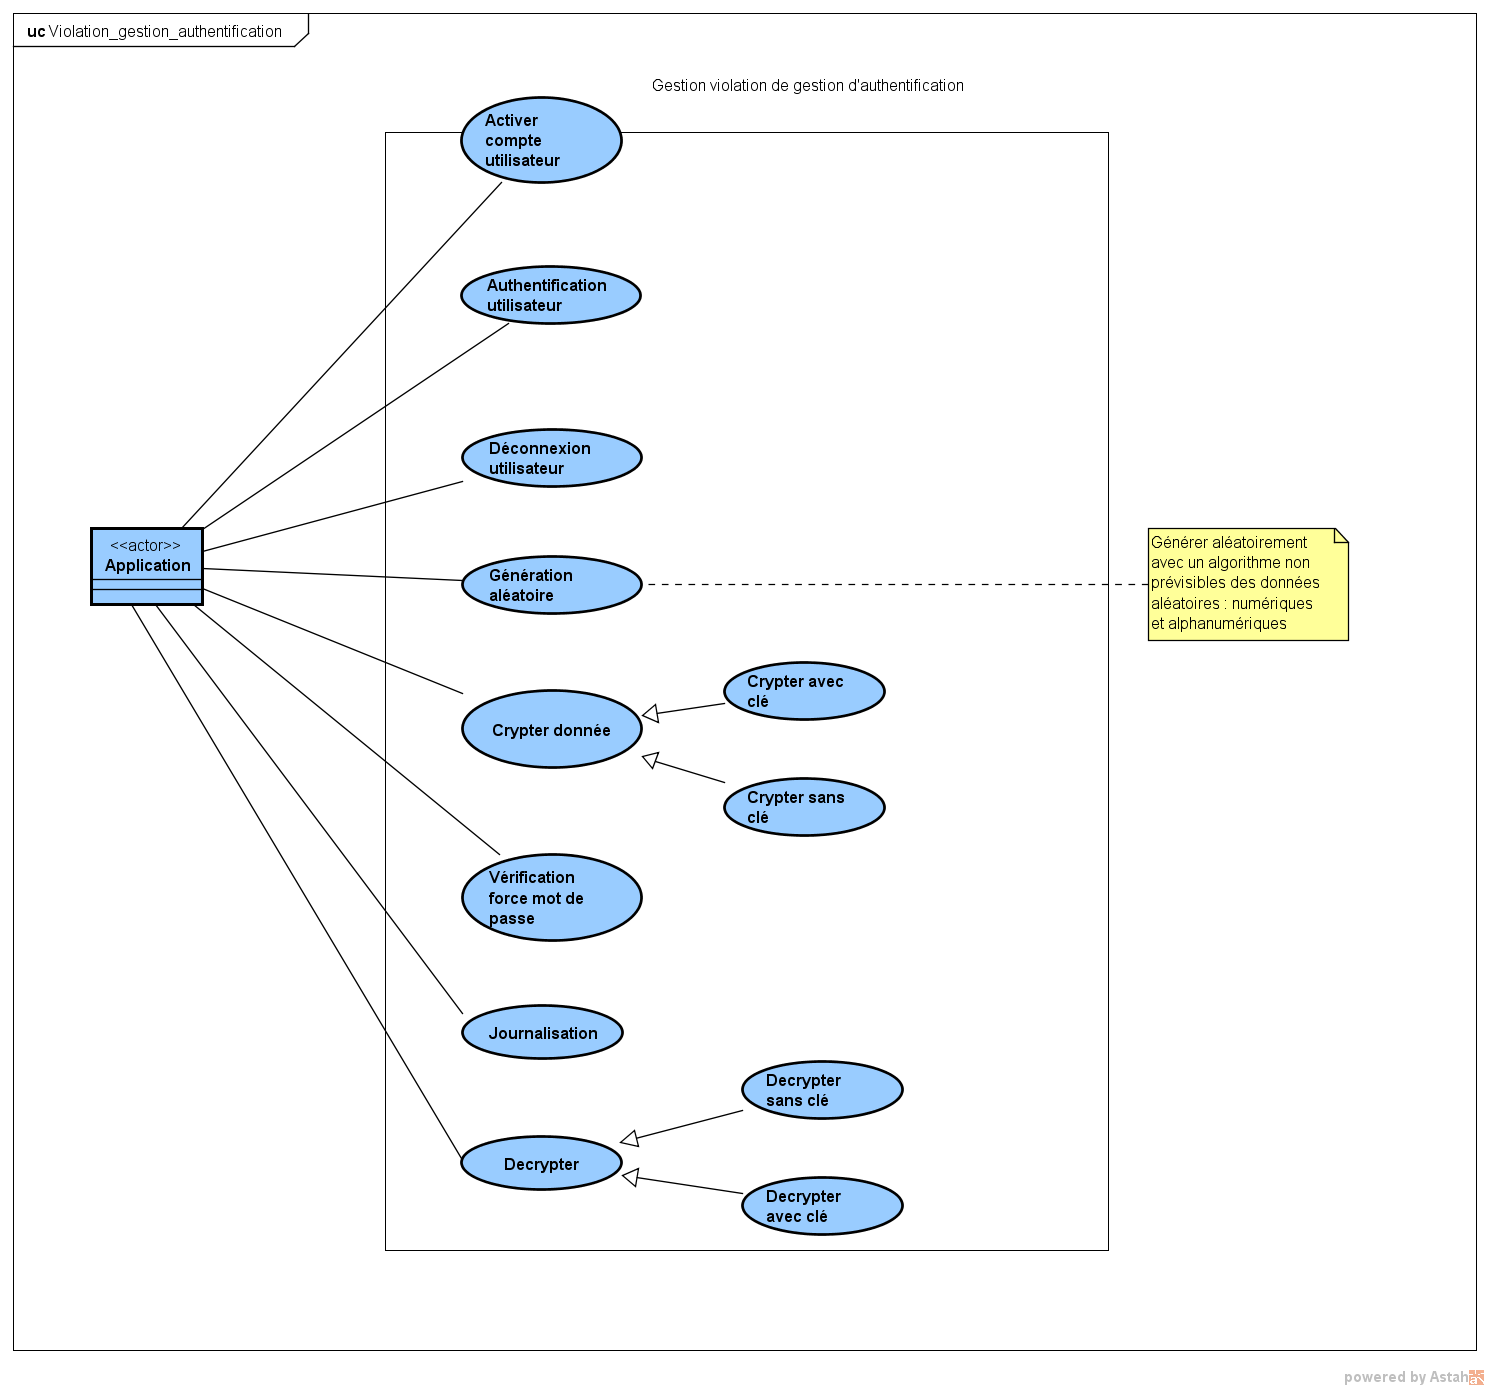 uc Violation_gestion_authentification
Gestion violation de gestion d'authentification
Activer
compte
utilisateur
Authentification
utilisateur
Déconnexion
utilisateur
<<actor>>
Application
Génération
aléatoire
Générer aléatoirement
avec un algorithme non
prévisibles des données
aléatoires : numériques
et alphanumériques
Crypter donnée
Crypter avec
clé
Crypter sans
clé
Vérification
force mot de
passe
Journalisation
Decrypter
Decrypter
sans clé
Decrypter
avec clé
powered by Astah